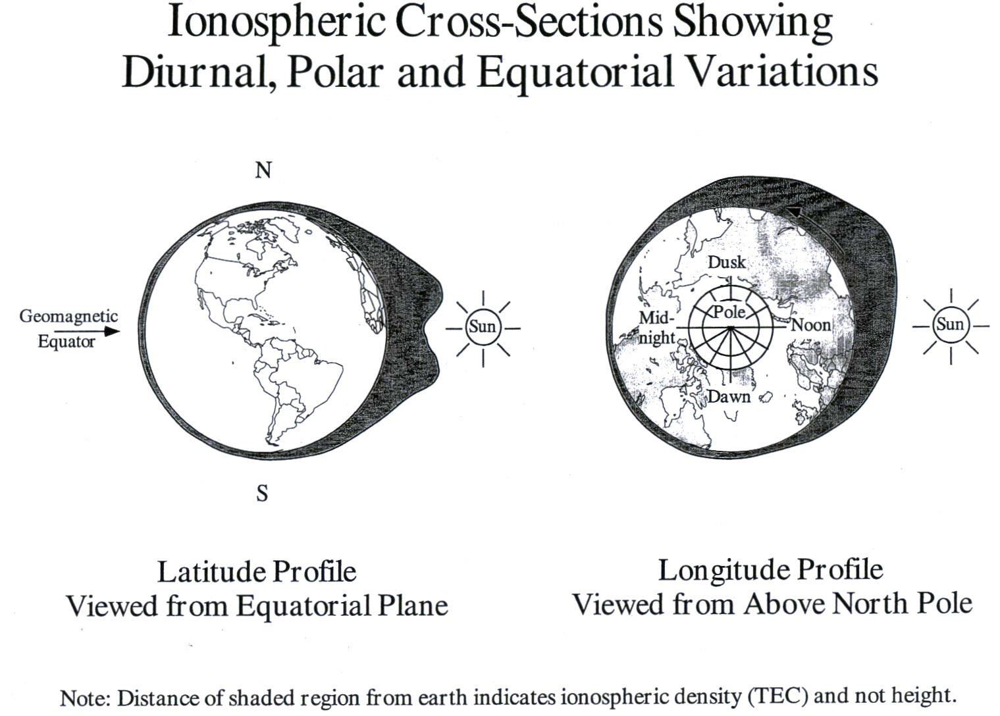 Ionospheric Cross-Sections Showing
Diurnal, Polar and Equatorial Variations
N
Geomagnetic
Equator
Sun
S
Latitude Profile
Viewed from Equatorial Plane
Dusk
Pole
Mid-
night
Noon
Dawn
Sun
Longitude Profile
Viewed from Above North Pole
Note: Distance of shaded region from earth indicates ionospheric density (TEC) and not height.